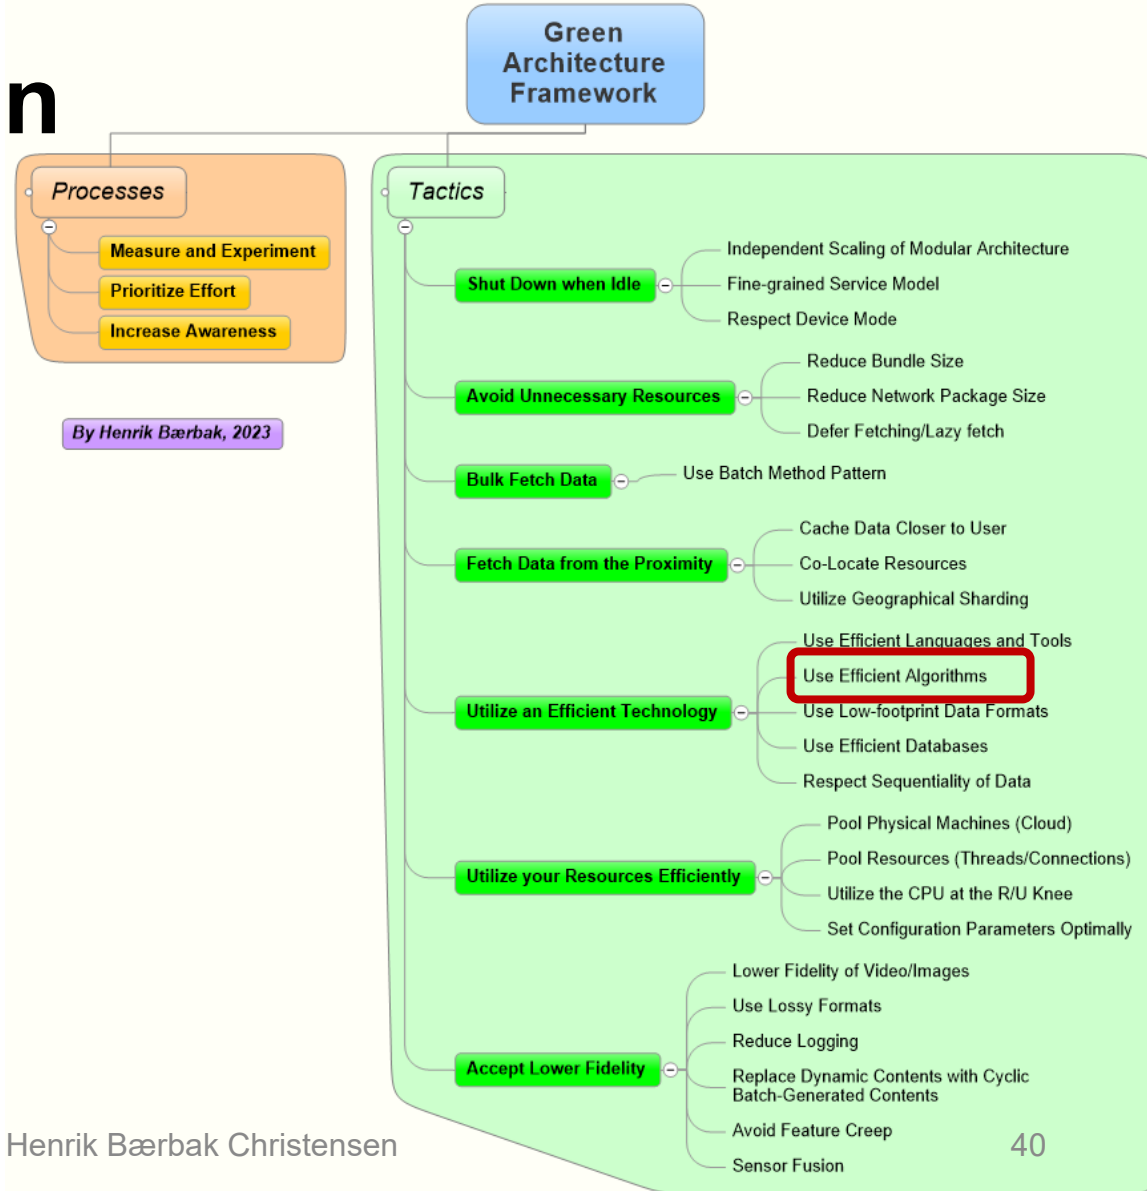 Green
Architecture
Framework
n
Processes
Measure and Experiment
Prioritize Effort
Increase Awareness
By Henrik Bærbak, 2023
Tactics
Shut Down when Idle
Independent Scaling of Modular Architecture
Fine-grained Service Model
Respect Device Mode
Avoid Unnecessary Resources
Reduce Bundle Size
Reduce Network Package Size
Defer Fetching/Lazy fetch
Bulk Fetch Data
Use Batch Method Pattern
Fetch Data from the Proximity
Cache Data Closer to User
Co-Locate Resources
Utilize Geographical Sharding
Utilize an Efficient Technology
Use Efficient Languages and Tools
Use Efficient Algorithms
Use Low-footprint Data Formats
Use Efficient Databases
Respect Sequentiality of Data
Utilize your Resources Efficiently
Pool Physical Machines (Cloud)
Pool Resources (Threads/Connections)
Utilize the CPU at the R/U Knee
Set Configuration Parameters Optimally
Accept Lower Fidelity
Lower Fidelity of Video/Images
Use Lossy Formats
Reduce Logging
Replace Dynamic Contents with Cyclic
Batch-Generated Contents
Avoid Feature Creep
Sensor Fusion
Henrik Bærbak Christensen
40